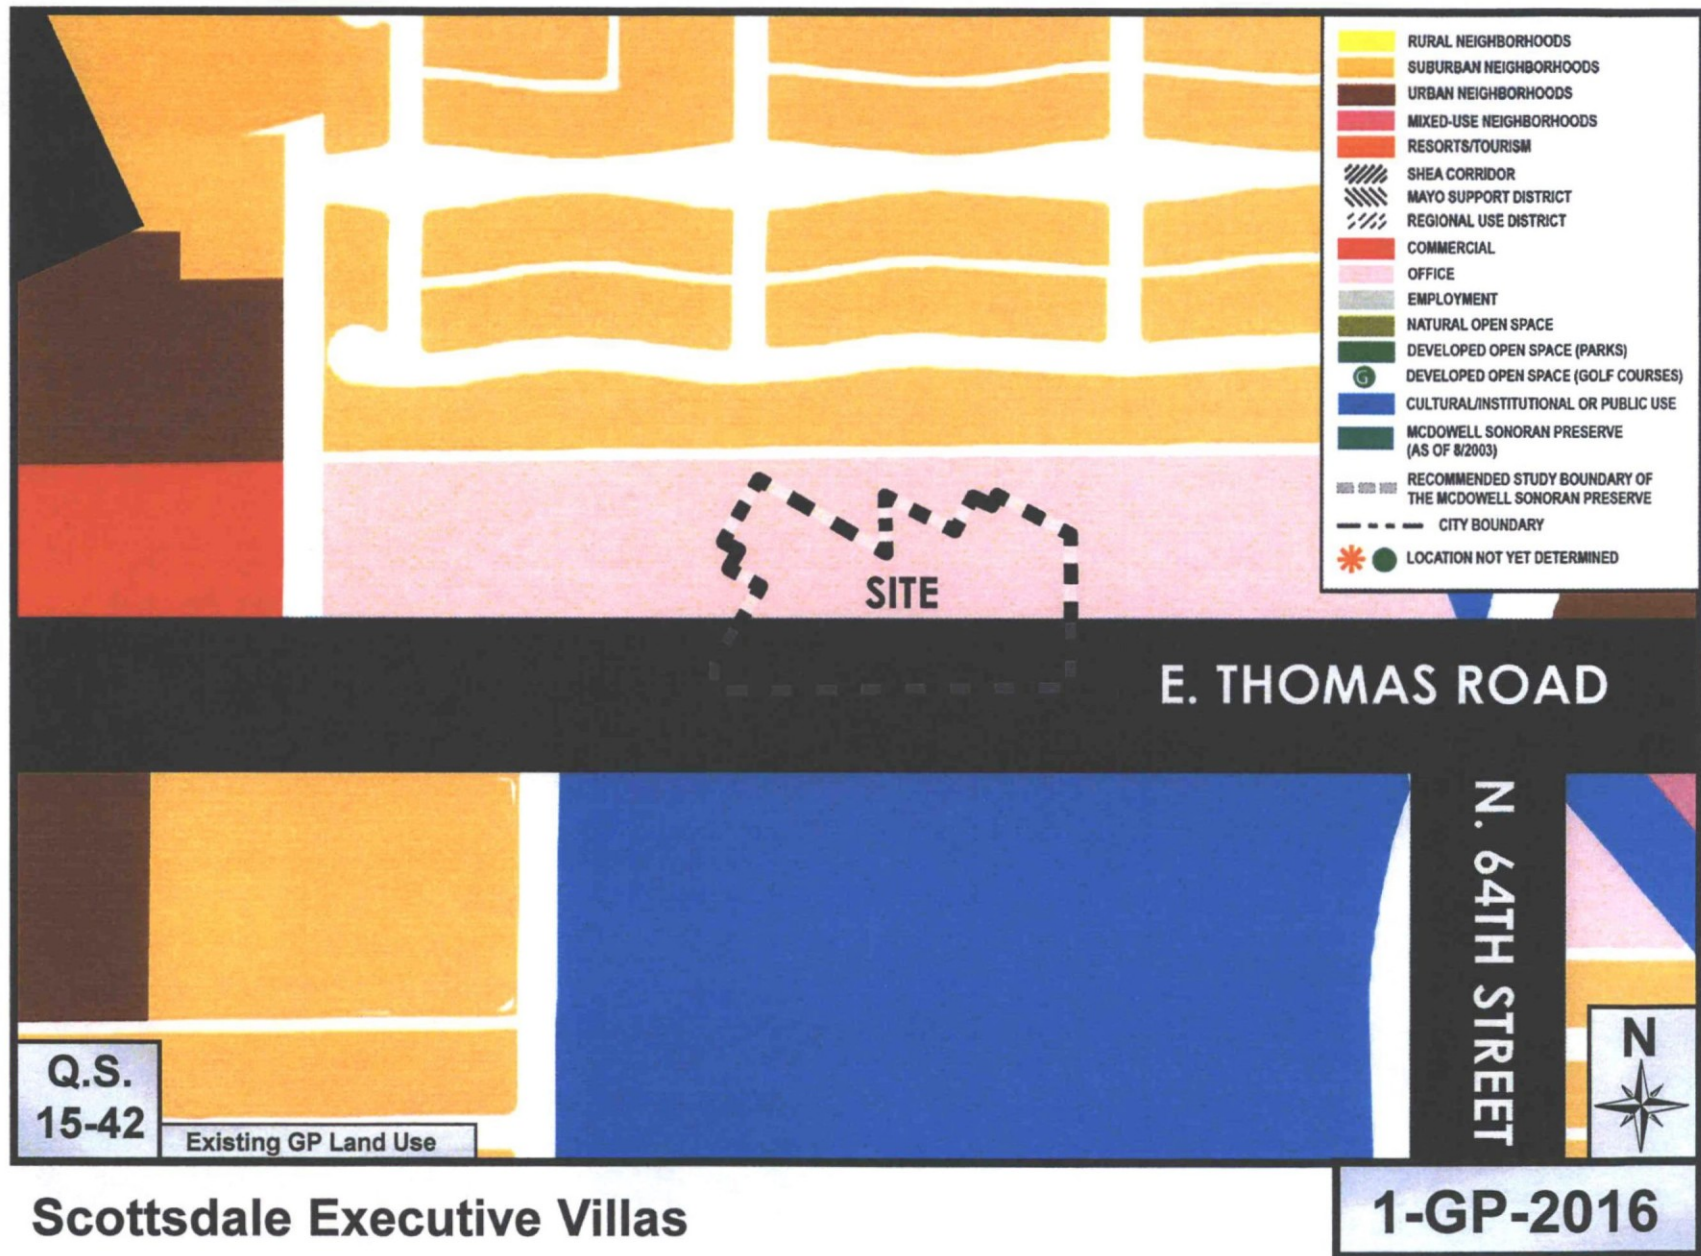 RURAL NEIGHBORHOODS
SUBURBAN NEIGHBORHOODS
URBAN NEIGHBORHOODS
MIXED-USE NEIGHBORHOODS
RESORTS/TOURISM
SHEA CORRIDOR
MAYO SUPPORT DISTRICT
REGIONAL USE DISTRICT
COMMERCIAL
OFFICE
EMPLOYMENT
NATURAL OPEN SPACE
DEVELOPED OPEN SPACE (PARKS)
G DEVELOPED OPEN SPACE (GOLF COURSES)
CULTURAL/INSTITUTIONAL OR PUBLIC USE
MCDOWELL SONORAN PRESERVE
(AS OF 8/2003)
RECOMMENDED STUDY BOUNDARY OF
THE MCDOWELL SONORAN PRESERVE
CITY BOUNDARY
LOCATION NOT YET DETERMINED
SITE
E. THOMAS ROAD
N. 64TH STREET
N
Q.S.
15-42
Existing GP Land Use
Scottsdale Executive Villas
1-GP-2016